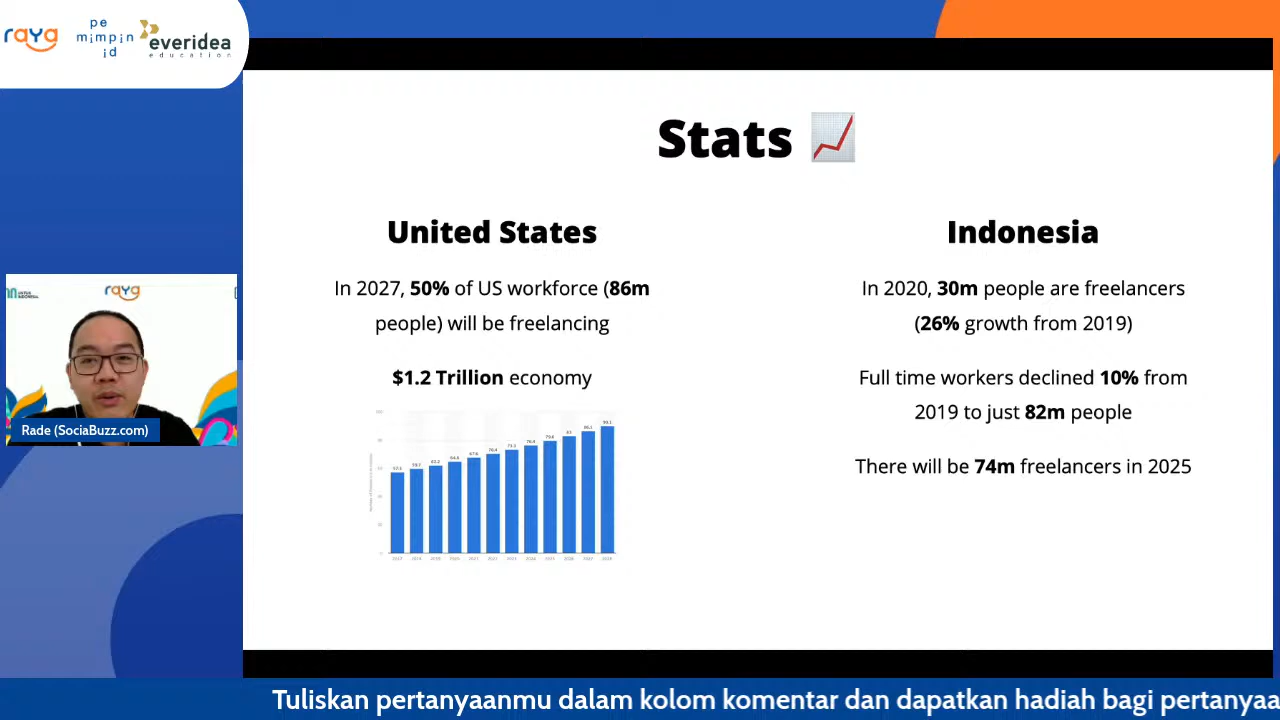 raya
pe
mimpin
id
everidea
education
Stats
United States
In 2027, 50% of US workforce (86m
people) will be freelancing
$1.2 Trillion economy
Indonesia
In 2020, 30m people are freelancers
(26% growth from 2019)
Full time workers declined 10% from
2019 to just 82m people
There will be 74m freelancers in 2025
raya
Rade (SociaBuzz.com)
Tuliskan pertanyaanmu dalam kolom komentar dan dapatkan hadiah bagi pertanyaa